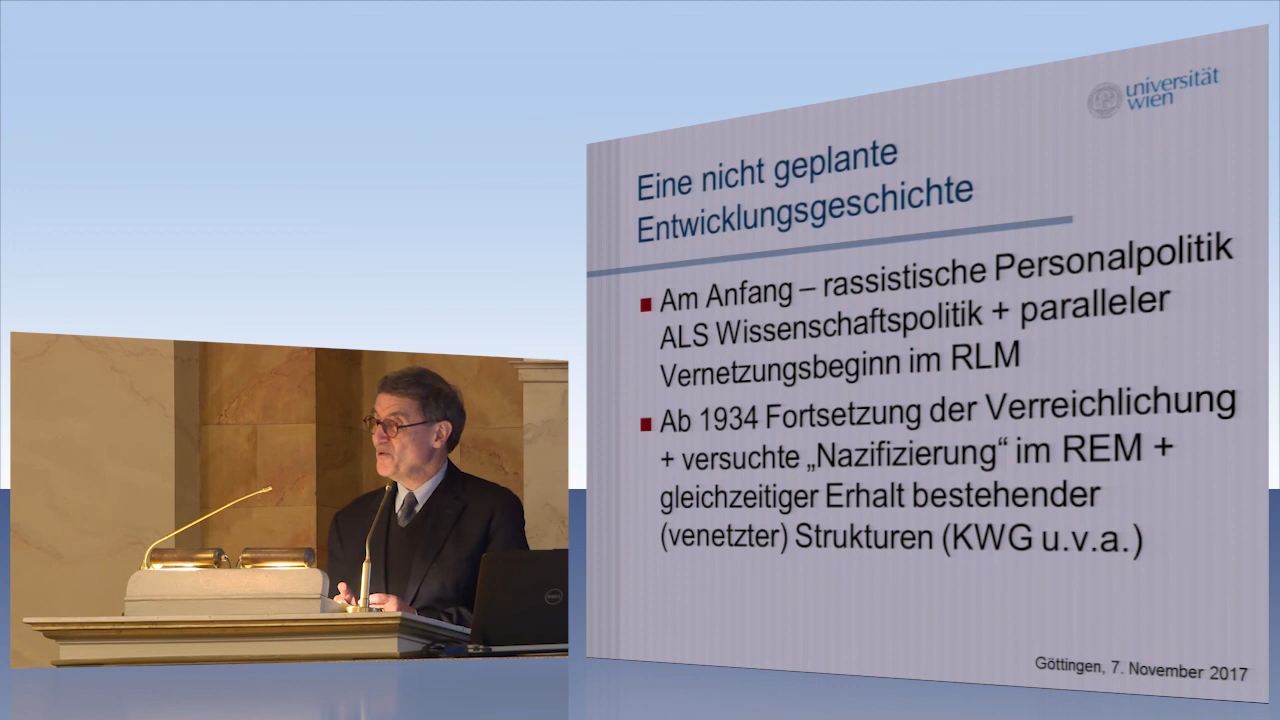 universität
wien
Eine nicht geplante
Entwicklungsgeschichte
Am Anfang – rassistische Personalpolitik
ALS Wissenschaftspolitik + paralleler
Vernetzungsbeginn im RLM
Ab 1934 Fortsetzung der Verreichlichung
+ versuchte „Nazifizierung“ im REM +
gleichzeitiger Erhalt bestehender
(venetzter) Strukturen (KWG u.v.a.)
Göttingen, 7. November 2017
DELL